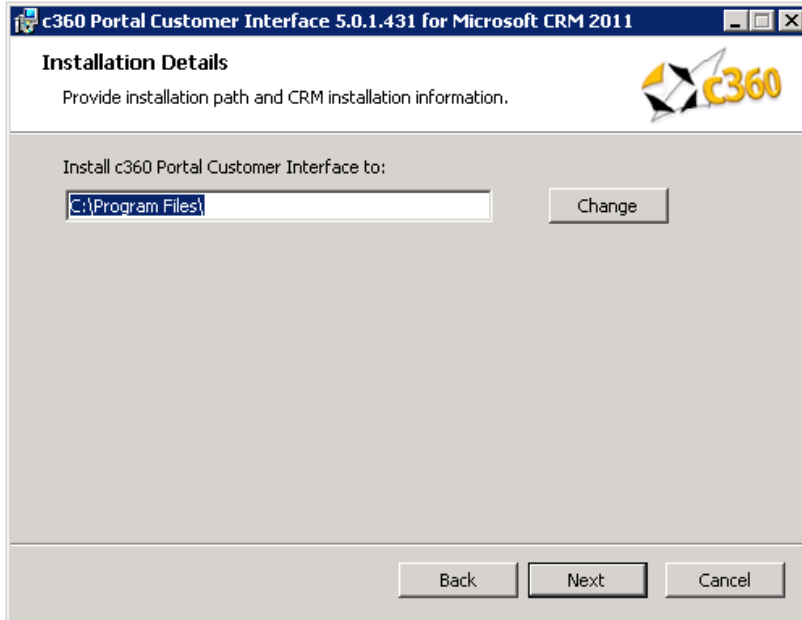 c360 Portal Customer Interface 5.0.1.431 for Microsoft CRM 2011
Installation Details
Provide installation path and CRM installation information.
c360
Install c360 Portal Customer Interface to:
C:\Program Files\
Change
Back
Next
Cancel